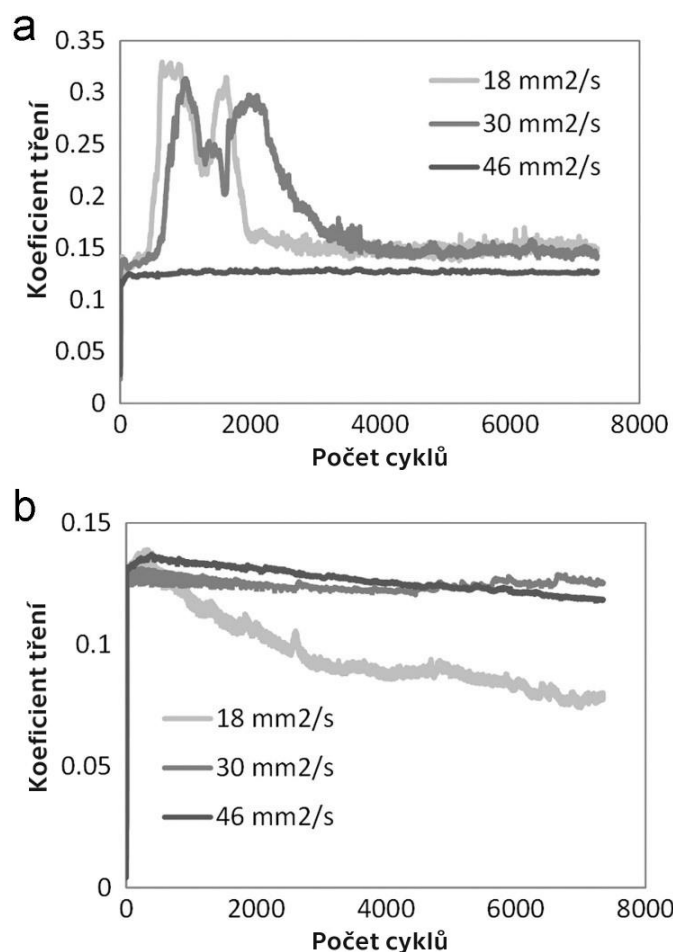 a
0.35
0.3
0.25
0.2
0.15
0.1
0.05
0
Koeficient tření
18 mm2/s
30 mm2/s
46 mm2/s
0 2000 4000 6000 8000
Počet cyklů
b
0.15
0.1
0.05
0
Koeficient tření
18 mm2/s
30 mm2/s
46 mm2/s
0 2000 4000 6000 8000
Počet cyklů